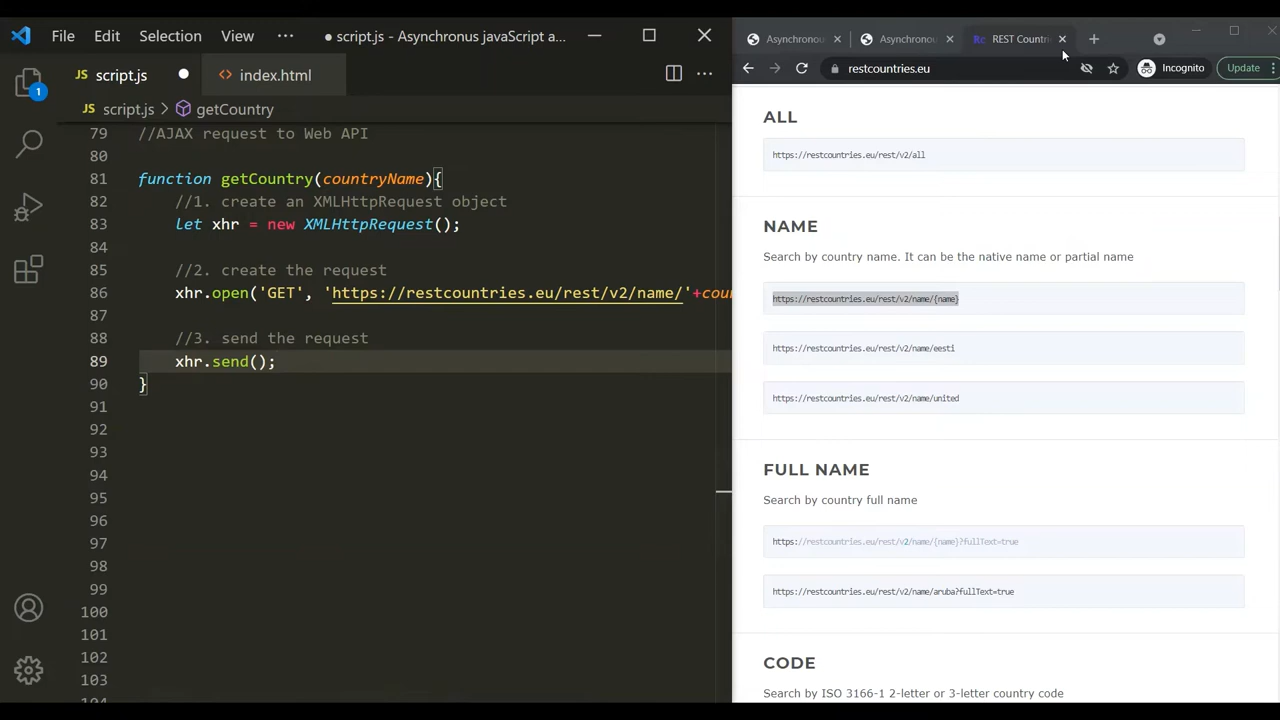 File Edit Selection View ··· ● script.js - Asynchronus javaScript a...
JS script.js ● <> index.html
JS script.js > getCountry
1
79 //AJAX request to Web API
80
81 function getCountry(countryName){
82 //1. create an XMLHttpRequest object
83 let xhr = new XMLHttpRequest();
84
85 //2. create the request
86 xhr.open('GET', 'https://restcountries.eu/rest/v2/name/'+cou
87
88 //3. send the request
89 xhr.send();
90 }
91
92
93
94
95
96
97
98
99
100
101
102
103
104
Asynchronou Asynchronou Re REST Countri
restcountries.eu Incognito Update
ALL
https://restcountries.eu/rest/v2/all
NAME
Search by country name. It can be the native name or partial name
https://restcountries.eu/rest/v2/name/{name}
https://restcountries.eu/rest/v2/name/eesti
https://restcountries.eu/rest/v2/name/united
FULL NAME
Search by country full name
https://restcountries.eu/rest/v2/name/{name}?fullText=true
https://restcountries.eu/rest/v2/name/aruba?fullText=true
CODE
Search by ISO 3166-1 2-letter or 3-letter country code